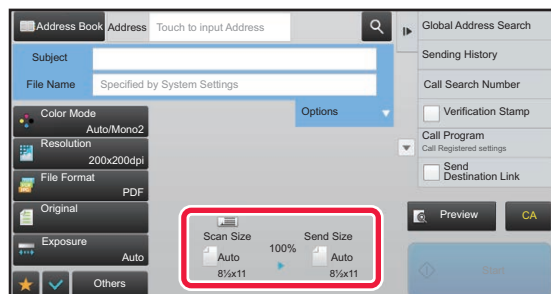 Address Book
Address
Touch to input Address
Subject
File Name
Specified by System Settings
Options
Color Mode
Auto/Mono2
Resolution
200x200dpi
File Format
PDF
Original
Exposure
Auto
Others
Scan Size
Auto
8½x11
100%
Send Size
Auto
8½x11
Global Address Search
Sending History
Call Search Number
Verification Stamp
Call Program
Call Registered settings
Send
Destination Link
Preview
CA
Start